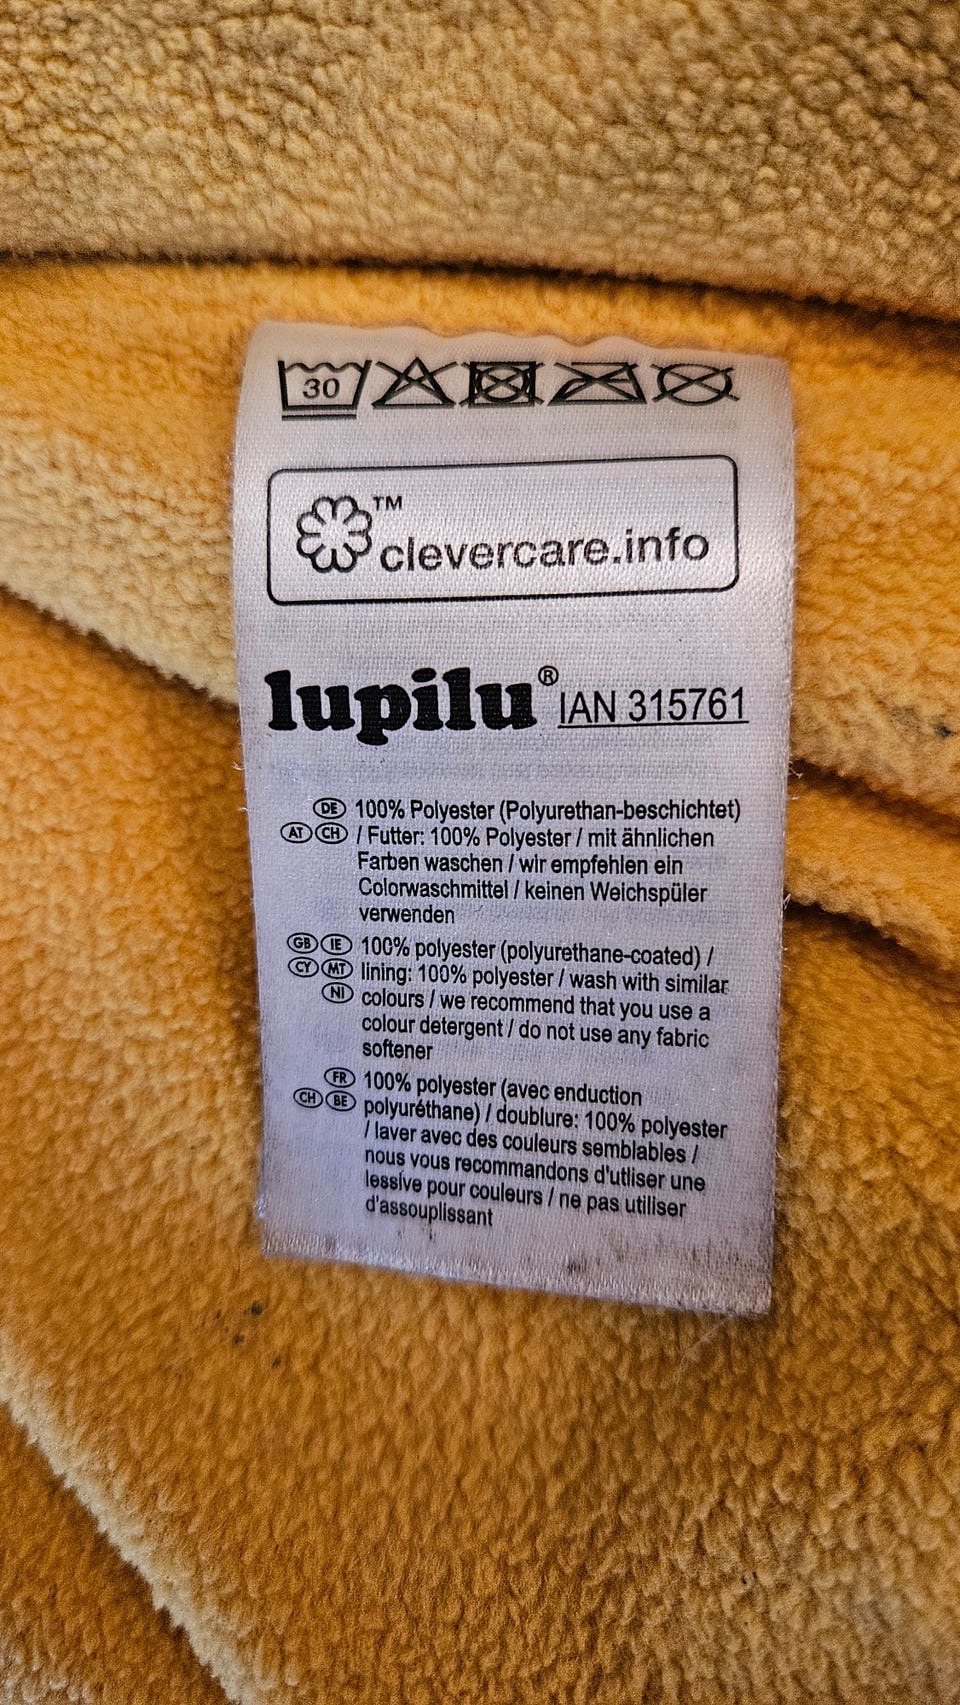 30
™
clevercare.info
lupilu® IAN 315761
DE 100% Polyester (Polyurethan-beschichtet)
AT CH / Futter: 100% Polyester / mit ähnlichen
Farben waschen / wir empfehlen ein
Colorwaschmittel / keinen Weichspüler
verwenden
GB IE 100% polyester (polyurethane-coated) /
CY MT lining: 100% polyester / wash with similar
NI colours / we recommend that you use a
colour detergent / do not use any fabric
softener
FR 100% polyester (avec enduction
CH BE polyuréthane) / doublure: 100% polyester
/ laver avec des couleurs semblables /
nous vous recommandons d'utliser une
lessive pour couleurs / ne pas utiliser
d'assouplissant